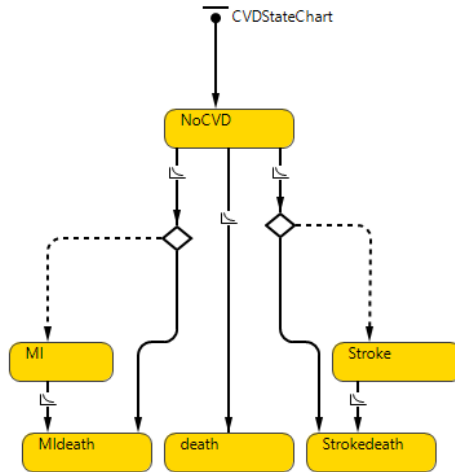 CVDStateChart
NoCVD
MI
Stroke
MIdeath
death
Strokedeath